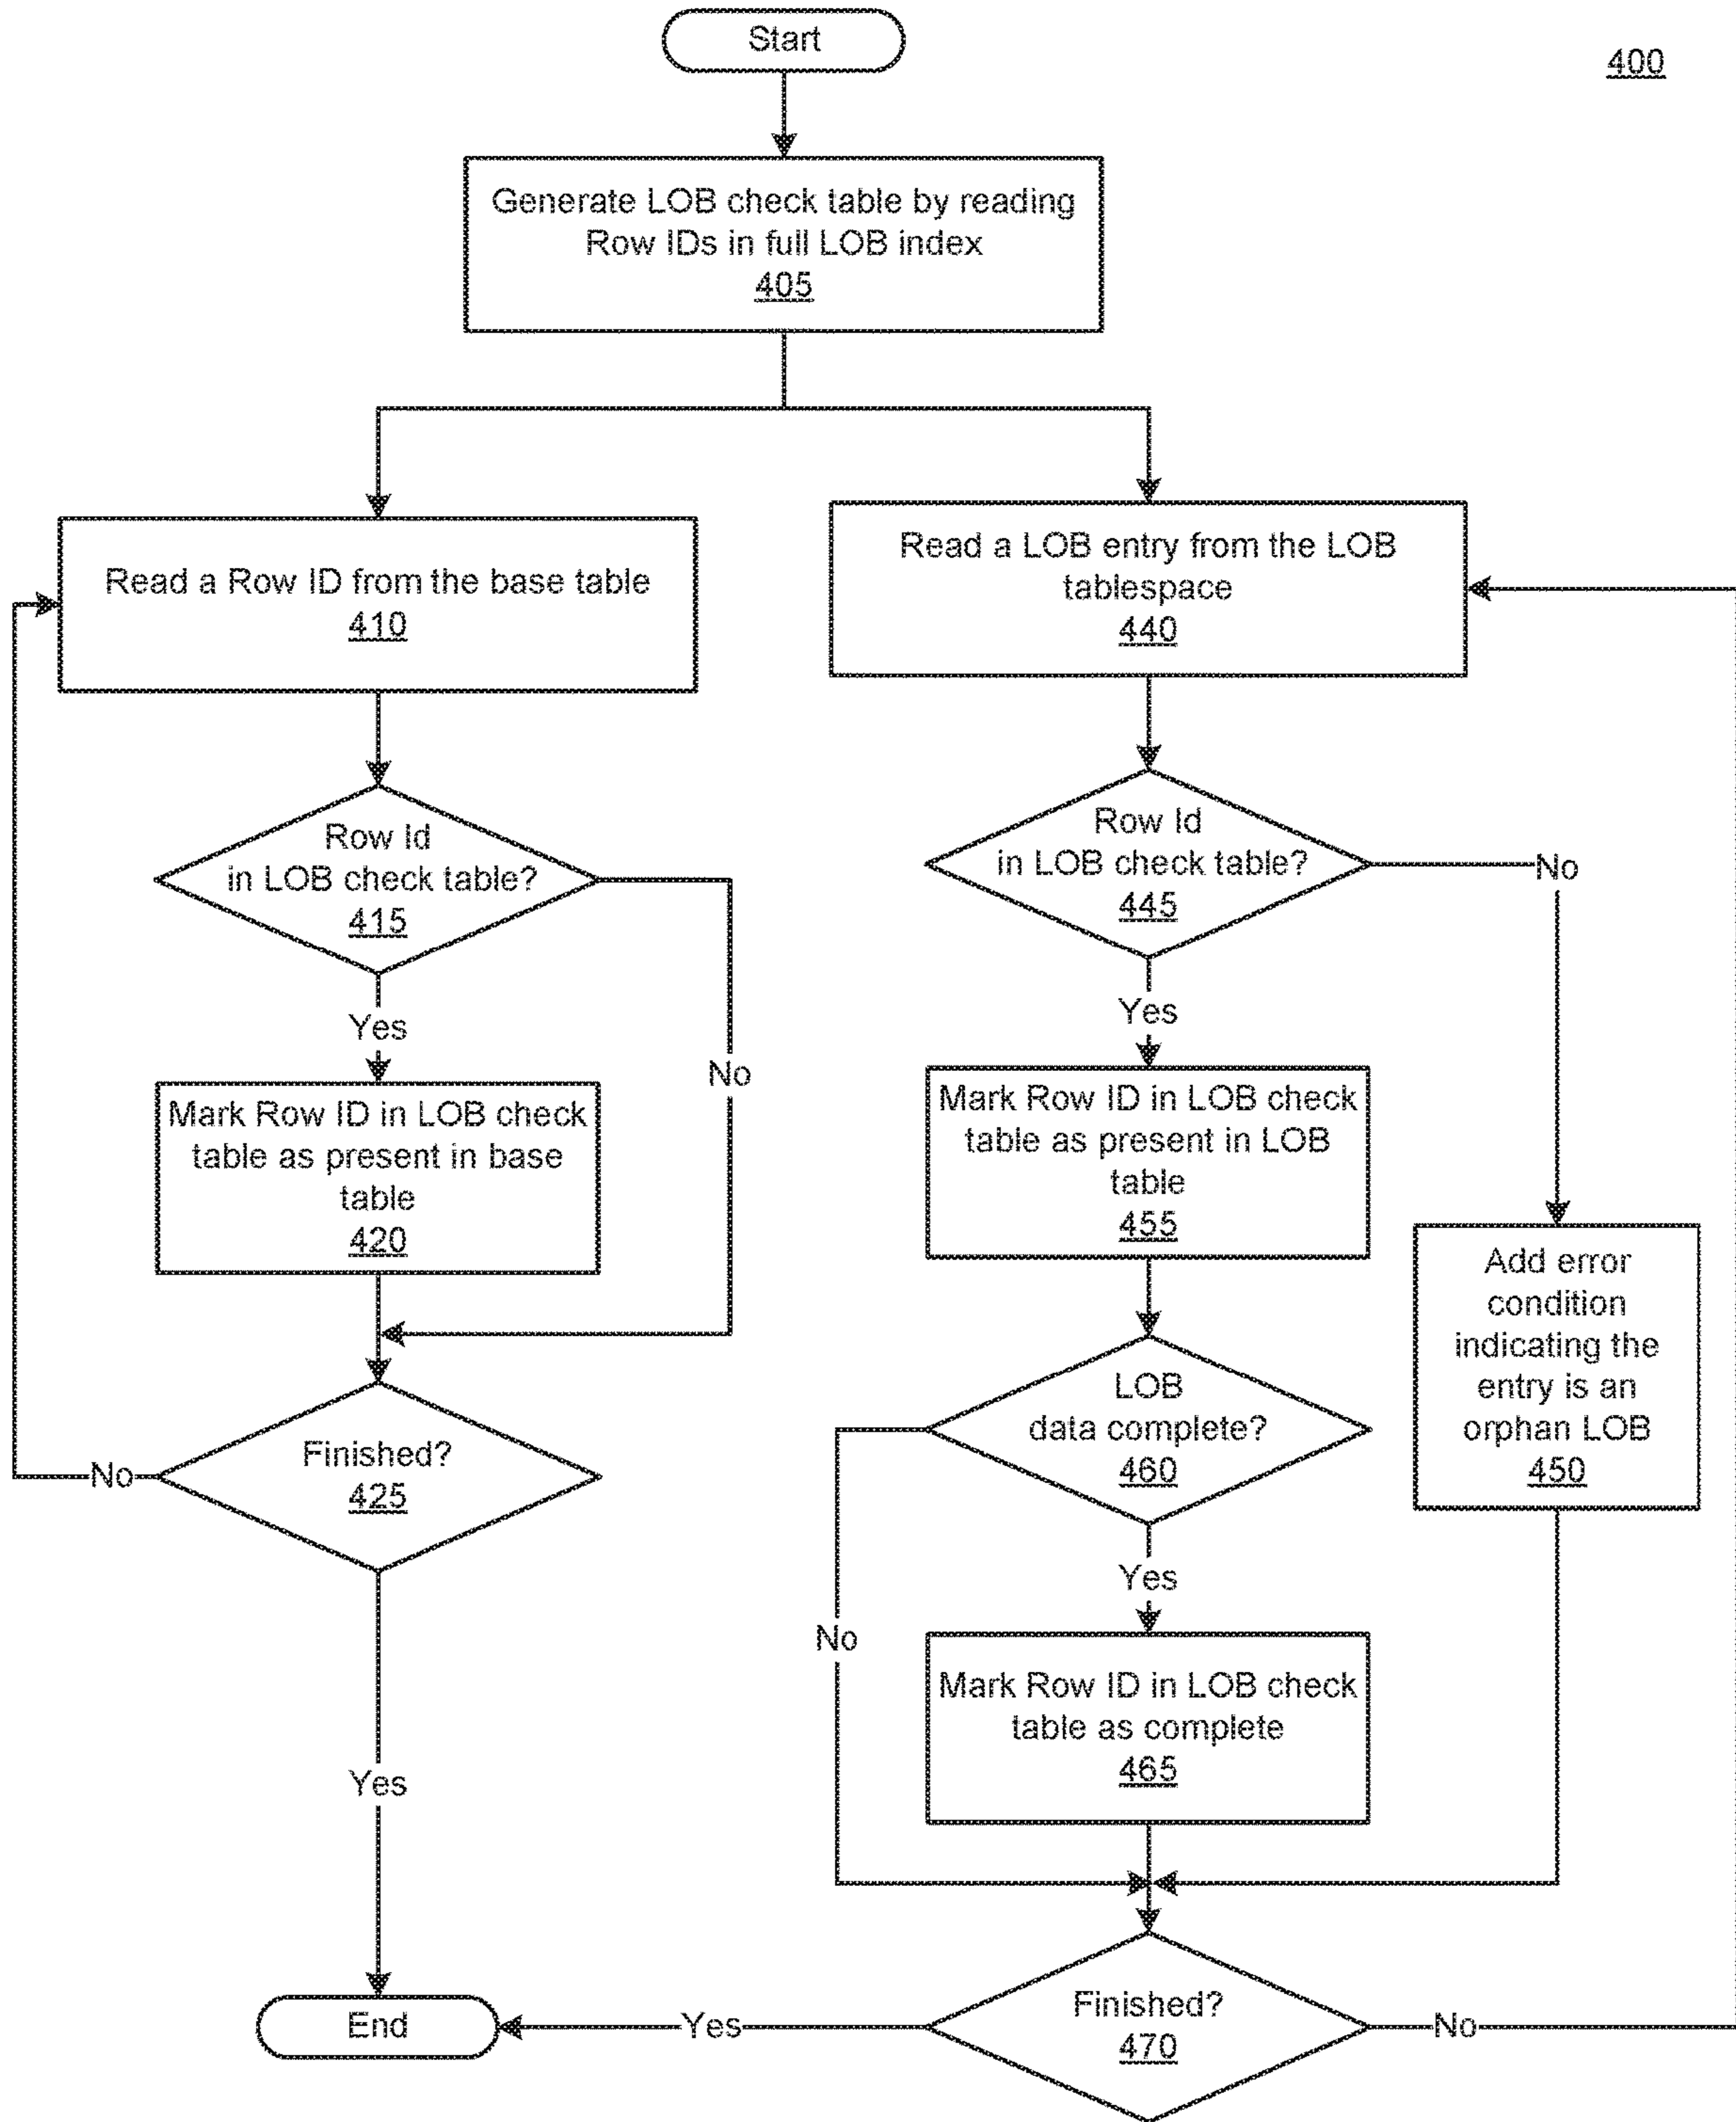 Start
400
Generate LOB check table by reading
Row IDs in full LOB index
405
Read a Row ID from the base table
410
Row Id
in LOB check table?
415
Yes
No
Mark Row ID in LOB check
table as present in base
table
420
Finished?
425
No
Yes
End
Read a LOB entry from the LOB
tablespace
440
Row Id
in LOB check table?
445
No
Yes
Mark Row ID in LOB check
table as present in LOB
table
455
Add error
condition
indicating the
entry is an
orphan LOB
450
LOB
data complete?
460
Yes
No
Mark Row ID in LOB check
table as complete
465
Finished?
470
Yes
No